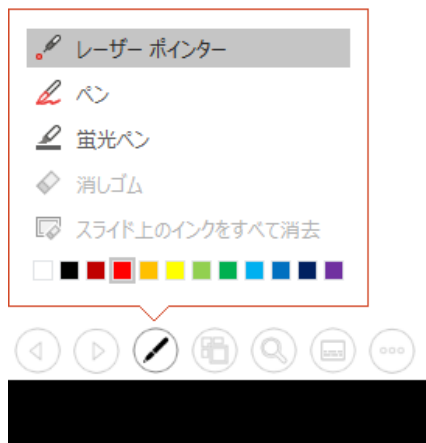 レーザー ポインター
ペン
蛍光ペン
消しゴム
スライド上のインクをすべて消去